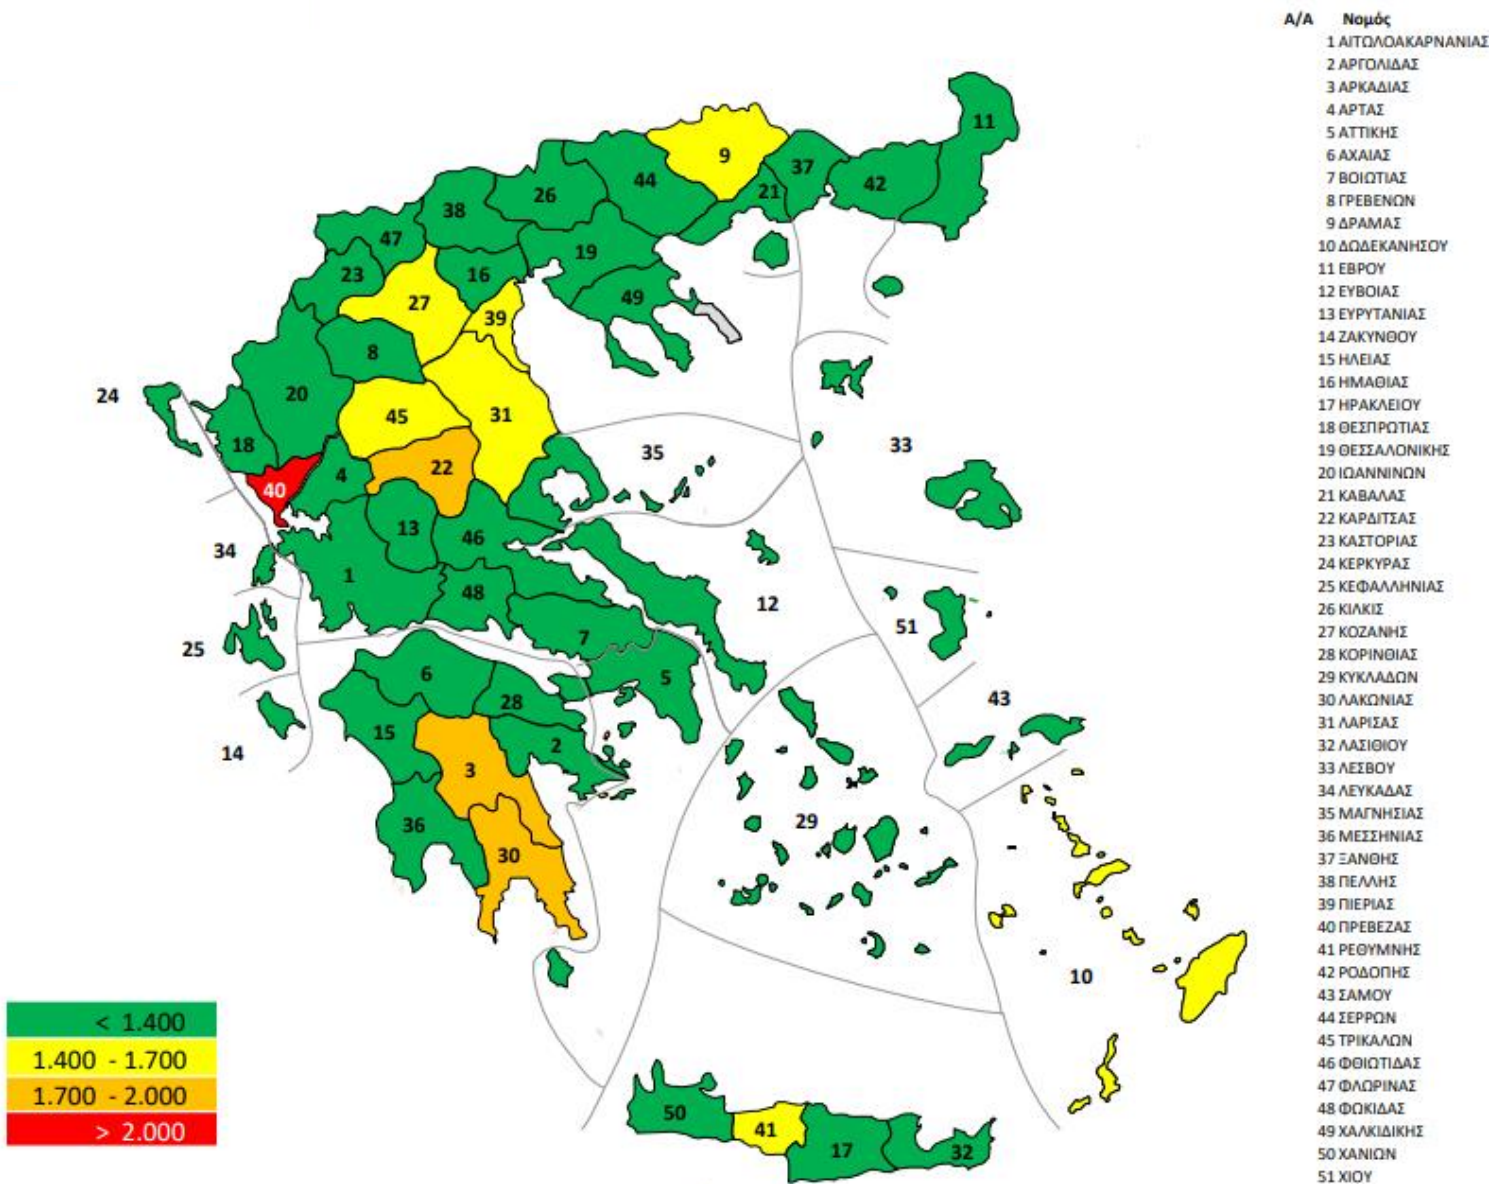 Α/Α Νομός
1 ΑΙΤΩΛΟΑΚΑΡΝΑΝΙΑΣ
2 ΑΡΓΟΛΙΔΑΣ
3 ΑΡΚΑΔΙΑΣ
4 ΑΡΤΑΣ
5 ΑΤΤΙΚΗΣ
6 ΑΧΑΙΑΣ
7 ΒΟΙΩΤΙΑΣ
8 ΓΡΕΒΕΝΩΝ
9 ΔΡΑΜΑΣ
10 ΔΩΔΕΚΑΝΗΣΟΥ
11 ΕΒΡΟΥ
12 ΕΥΒΟΙΑΣ
13 ΕΥΡΥΤΑΝΙΑΣ
14 ΖΑΚΥΝΘΟΥ
15 ΗΛΕΙΑΣ
16 ΗΜΑΘΙΑΣ
17 ΗΡΑΚΛΕΙΟΥ
18 ΘΕΣΠΡΩΤΙΑΣ
19 ΘΕΣΣΑΛΟΝΙΚΗΣ
20 ΙΩΑΝΝΙΝΩΝ
21 ΚΑΒΑΛΑΣ
22 ΚΑΡΔΙΤΣΑΣ
23 ΚΑΣΤΟΡΙΑΣ
24 ΚΕΡΚΥΡΑΣ
25 ΚΕΦΑΛΛΗΝΙΑΣ
26 ΚΙΛΚΙΣ
27 ΚΟΖΑΝΗΣ
28 ΚΟΡΙΝΘΙΑΣ
29 ΚΥΚΛΑΔΩΝ
30 ΛΑΚΩΝΙΑΣ
31 ΛΑΡΙΣΑΣ
32 ΛΑΣΙΘΙΟΥ
33 ΛΕΣΒΟΥ
34 ΛΕΥΚΑΔΑΣ
35 ΜΑΓΝΗΣΙΑΣ
36 ΜΕΣΣΗΝΙΑΣ
37 ΞΑΝΘΗΣ
38 ΠΕΛΛΗΣ
39 ΠΙΕΡΙΑΣ
40 ΠΡΕΒΕΖΑΣ
41 ΡΕΘΥΜΝΗΣ
42 ΡΟΔΟΠΗΣ
43 ΣΑΜΟΥ
44 ΣΕΡΡΩΝ
45 ΤΡΙΚΑΛΩΝ
46 ΦΘΙΩΤΙΔΑΣ
47 ΦΛΩΡΙΝΑΣ
48 ΦΩΚΙΔΑΣ
49 ΧΑΛΚΙΔΙΚΗΣ
50 ΧΑΝΙΩΝ
51 ΧΙΟΥ
11
9
37
44
21
42
26
38
47
19
23
16
27
49
39
8
24
20
45
31
18
33
35
22
4
40
13
46
34
1
48
12
51
7
25
6
5
28
43
15
2
14
3
36
29
30
10
50
41
17
32
< 1.400
1.400 - 1.700
1.700 - 2.000
> 2.000